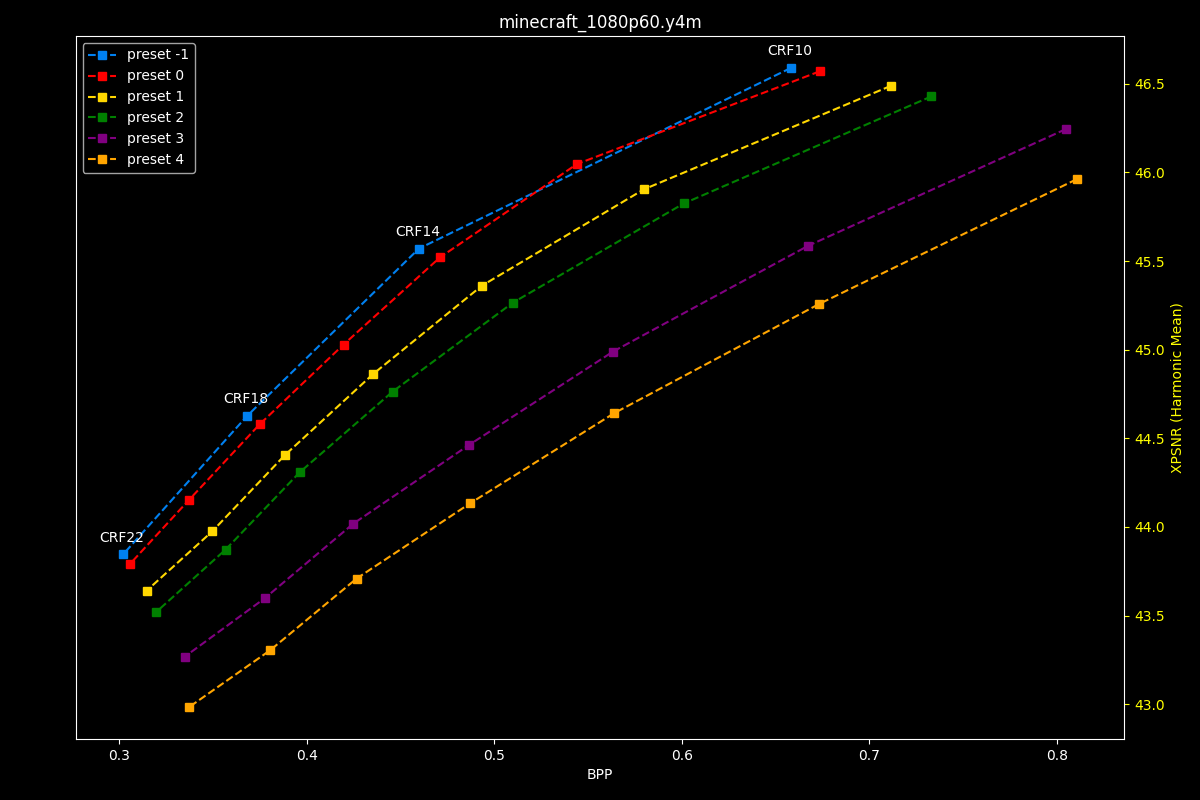 minecraft_1080p60.y4m
preset -1
preset 0
preset 1
preset 2
preset 3
preset 4
CRF10
CRF14
CRF18
CRF22
46.5
46.0
45.5
45.0
44.5
44.0
43.5
43.0
XPSNR (Harmonic Mean)
0.3 0.4 0.5 0.6 0.7 0.8
BPP